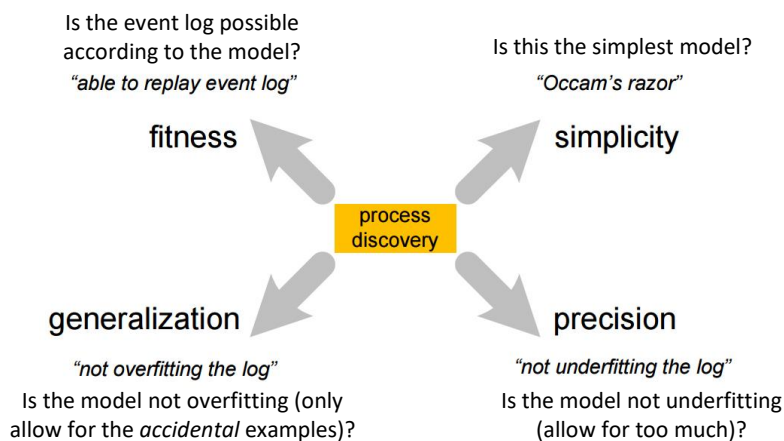 Is the event log possible
according to the model?
“able to replay event log”
fitness
Is this the simplest model?
“Occam’s razor”
simplicity
process
discovery
generalization
“not overfitting the log”
Is the model not overfitting (only
allow for the accidental examples)?
precision
“not underfitting the log”
Is the model not underfitting
(allow for too much)?